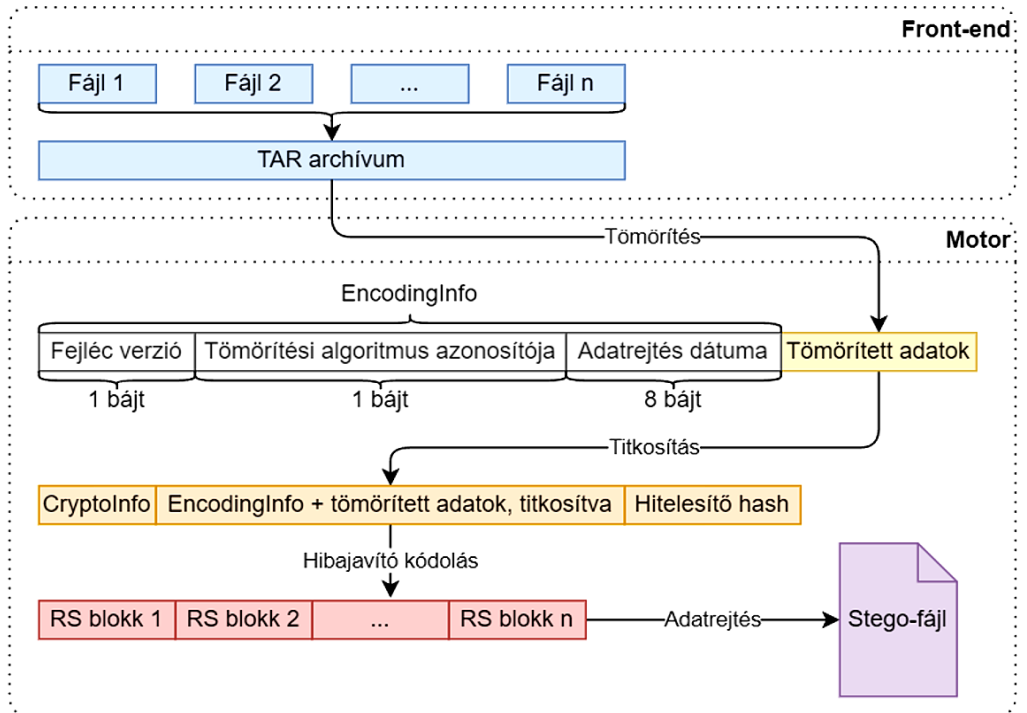 Front-end
Fájl 1 Fájl 2 ... Fájl n
TAR archívum
Tömörítés
Motor
EncodingInfo
Fejléc verzió Tömörítési algoritmus azonosítója Adatrejtés dátuma Tömörített adatok
1 bájt 1 bájt 8 bájt
Titkosítás
CryptoInfo EncodingInfo + tömörített adatok, titkosítva Hitelesítő hash
Hibajavító kódolás
RS blokk 1 RS blokk 2 ... RS blokk n Adatrejtés Stego-fájl